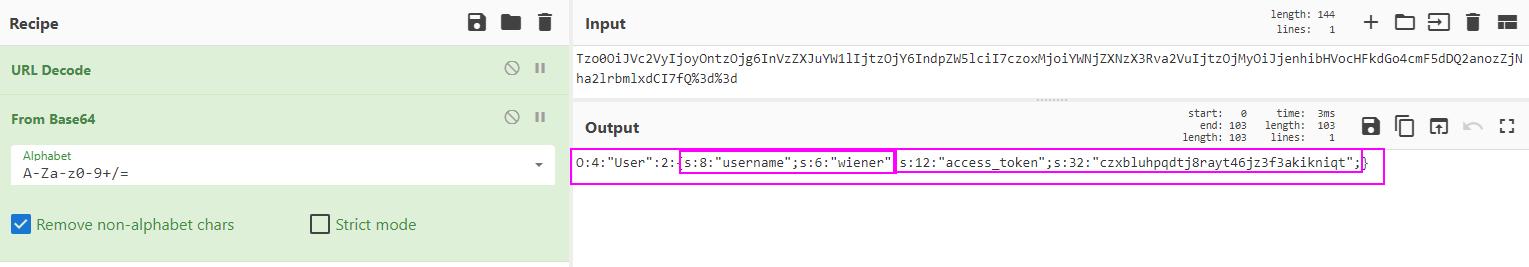 Recipe
URL Decode
From Base64
Alphabet
A-Za-z0-9+/=
Remove non-alphabet chars
Strict mode
Input
length: 144
lines: 1
Tzo0OiJVc2VyIjoyOntzOjg6InVzZXJuYW1lIjtzOjY6IndpZW5lciI7czoxMjoiYWNjZXNzX3Rva2VuIjtzOjMyOiJjenhibHVocHFkdGo4cmF5dDQ2anozZjN
ha2lrbmlxdCI7fQ%3d%3d
Output
start: 0
end: 103
length: 103
time: 3ms
length: 103
lines: 1
O:4:"User":2:{s:8:"username";s:6:"wiener";s:12:"access_token";s:32:"czxbluhpqdtj8rayt46jz3f3akikniqt";}